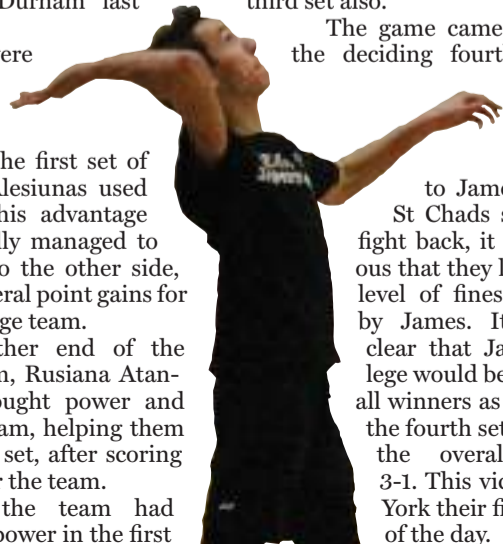 Durham last
ere
he first set of
lesiunas used
his advantage
lly managed to
o the other side,
eral point gains for
ge team.
ther end of the
n, Rusiana Atan-
ought power and
am, helping them
set, after scoring
r the team.
the team had
power in the first
third set also.
The game came
the deciding fourt
to Jame
St Chads s
fight back, it
ous that they h
level of fines
by James. It
clear that Ja
lege would be
all winners as
the fourth set
the overal
3-1. This vic
York their fi
of the day.